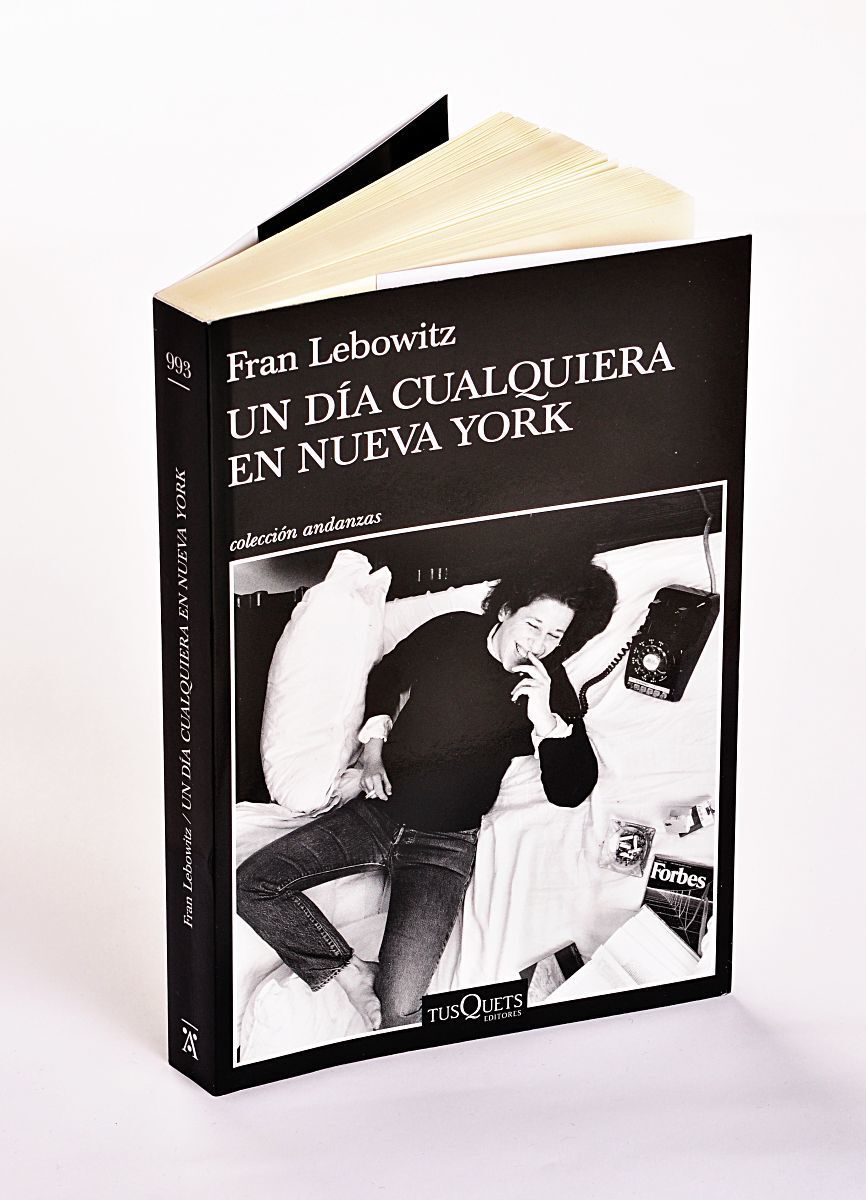 Fran Lebowitz
UN DÍA CUALQUIERA
EN NUEVA YORK
colección andanzas
Forbes
TUSQUETS
EDITORES
993
Fran Lebowitz / UN DÍA CUALQUIERA EN NUEVA YORK
A